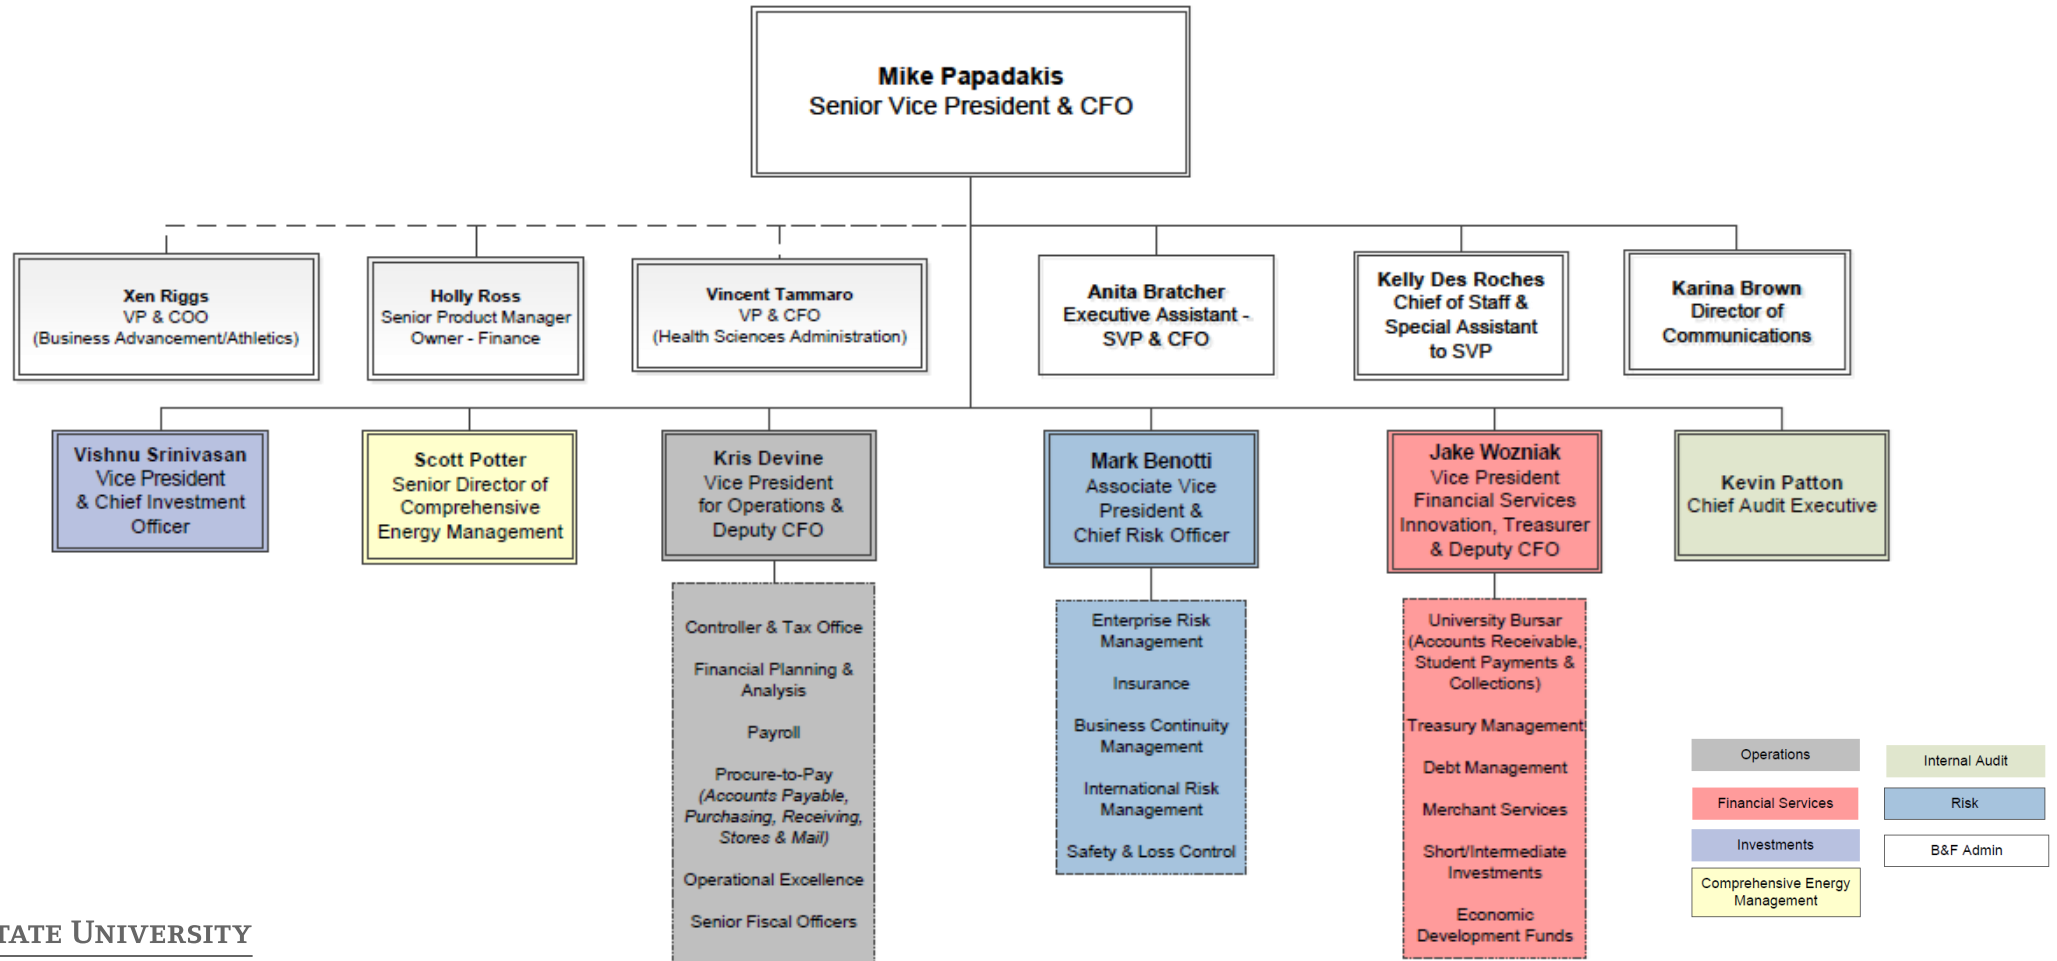 Mike Papadakis
Senior Vice President & CFO
Xen Riggs
VP & COO
(Business Advancement/Athletics)
Holly Ross
Senior Product Manager
Owner - Finance
Vincent Tammaro
VP & CFO
(Health Sciences Administration)
Anita Bratcher
Executive Assistant -
SVP & CFO
Kelly Des Roches
Chief of Staff &
Special Assistant
to SVP
Karina Brown
Director of
Communications
Vishnu Srinivasan
Vice President
& Chief Investment
Officer
Scott Potter
Senior Director of
Comprehensive
Energy Management
Kris Devine
Vice President
for Operations &
Deputy CFO
Mark Benotti
Associate Vice
President &
Chief Risk Officer
Jake Wozniak
Vice President
Financial Services
Innovation, Treasurer
& Deputy CFO
Kevin Patton
Chief Audit Executive
Controller & Tax Office
Financial Planning &
Analysis
Payroll
Procure-to-Pay
(Accounts Payable,
Purchasing, Receiving,
Stores & Mail)
Operational Excellence
Senior Fiscal Officers
Enterprise Risk
Management
Insurance
Business Continuity
Management
International Risk
Management
Safety & Loss Control
University Bursar
(Accounts Receivable,
Student Payments &
Collections)
Treasury Management
Debt Management
Merchant Services
Short/Intermediate
Investments
Economic
Development Funds
Operations
Internal Audit
Financial Services
Risk
Investments
B&F Admin
Comprehensive Energy
Management
TATE UNIVERSITY